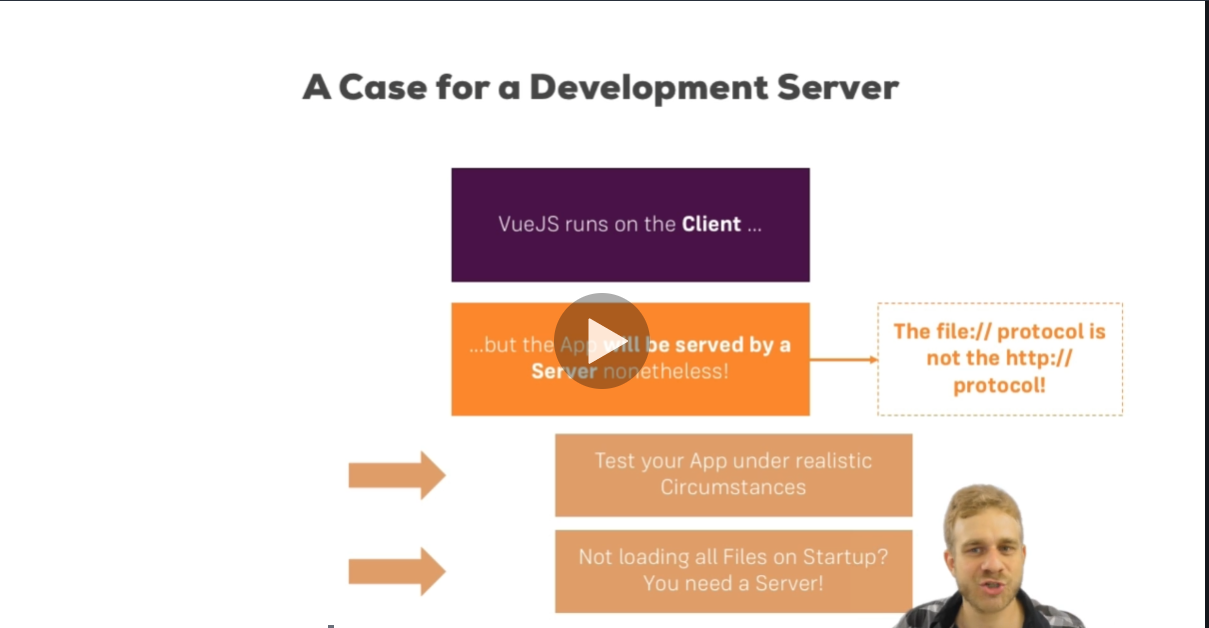 A Case for a Development Server
VueJS runs on the Client ...
...but the App will be served by a
Server nonetheless!
The file:// protocol is
not the http://
protocol!
Test your App under realistic
Circumstances
Not loading all Files on Startup?
You need a Server!